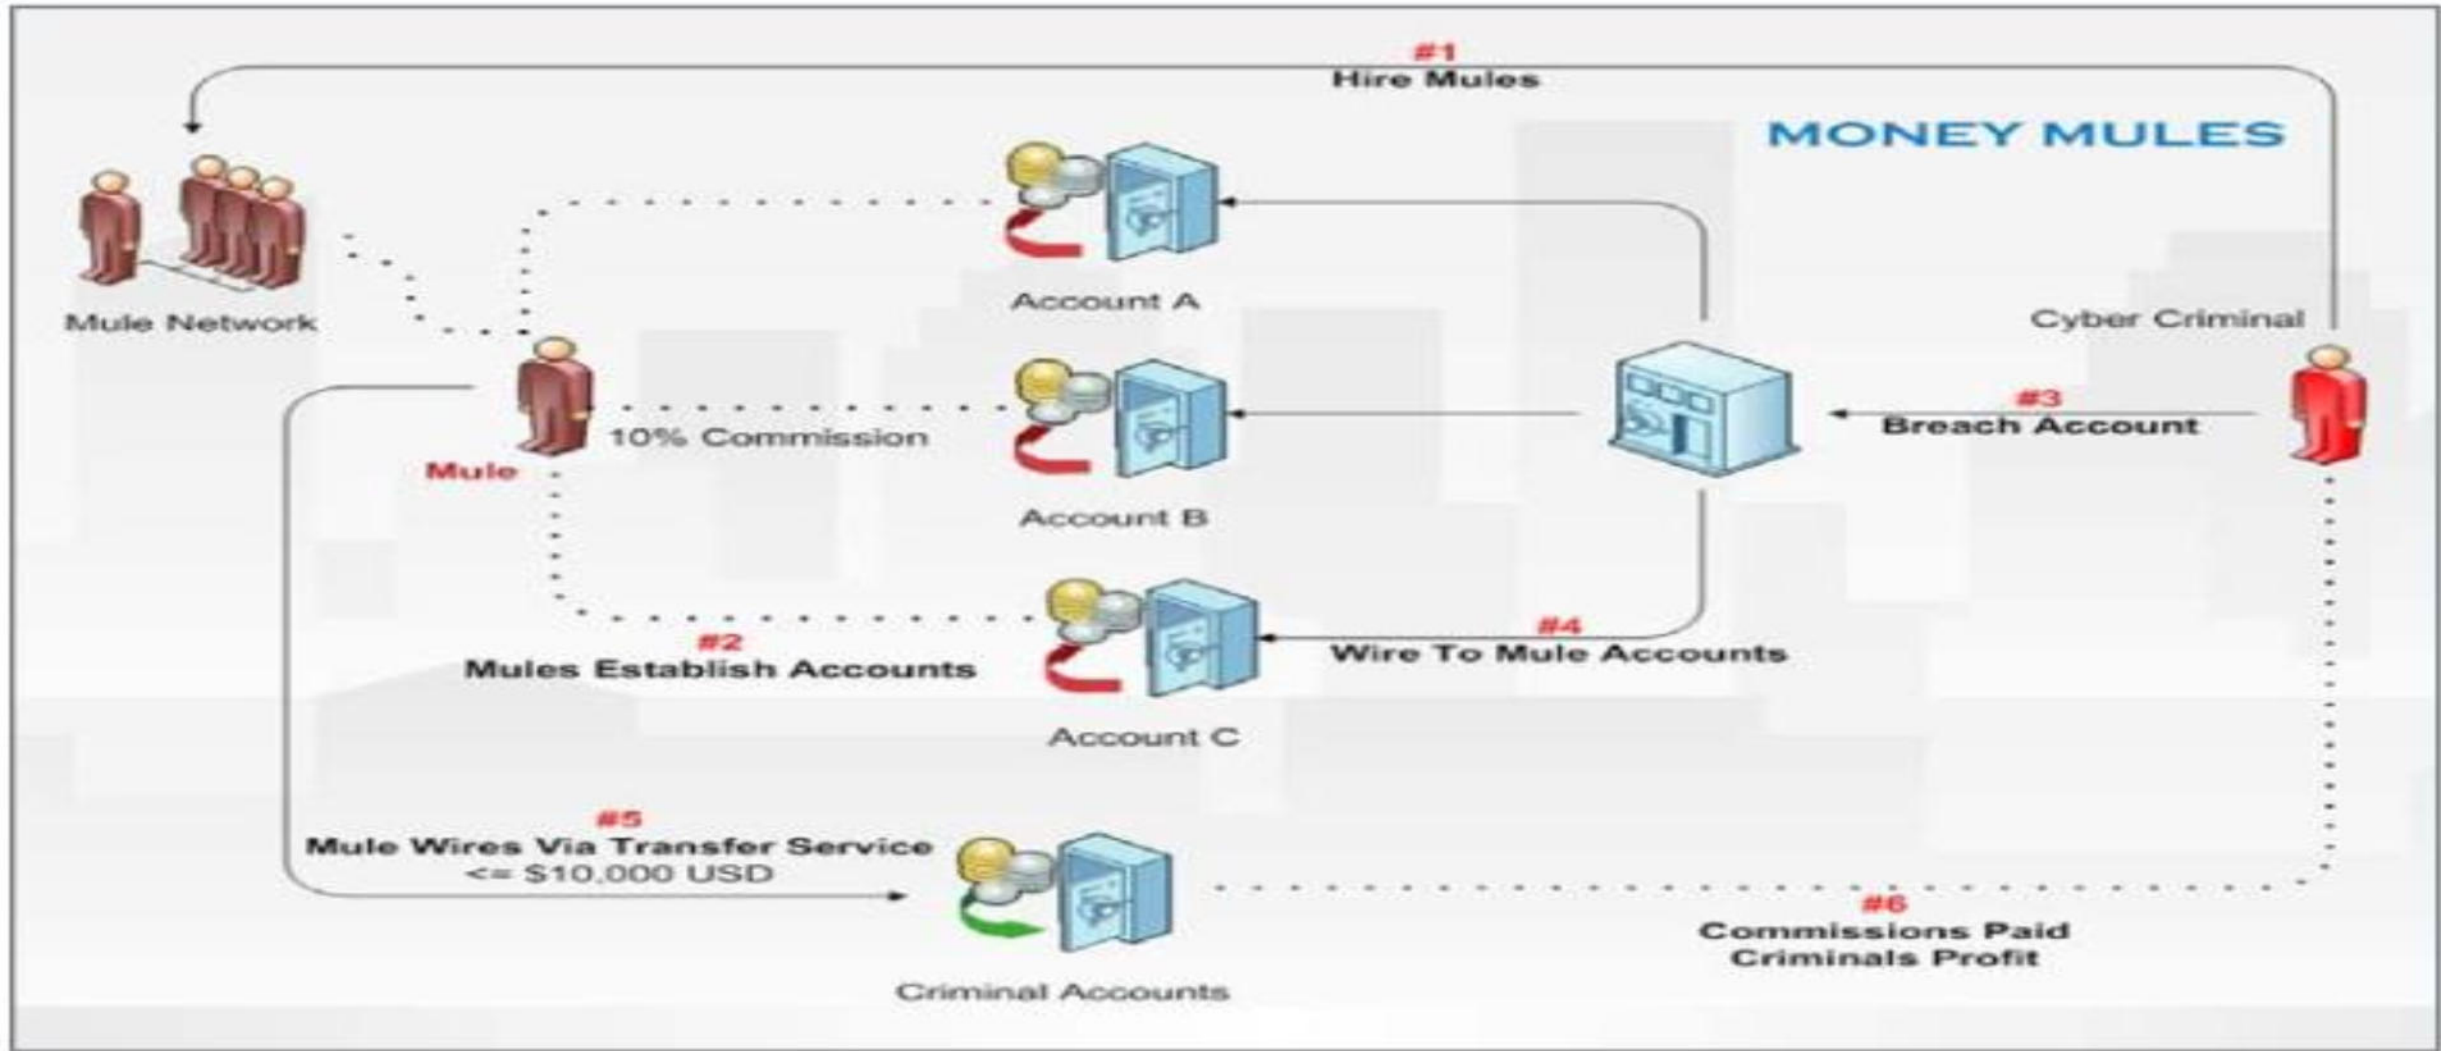 #1
Hire Mules
MONEY MULES
Mule Network
Account A
Cyber Criminal
#3
Breach Account
10% Commission
Mule
Account B
#2
Mules Establish Accounts
#4
Wire To Mule Accounts
Account C
#5
Mule Wires Via Transfer Service
<= $10,000 USD
#6
Commissions Paid
Criminals Profit
Criminal Accounts